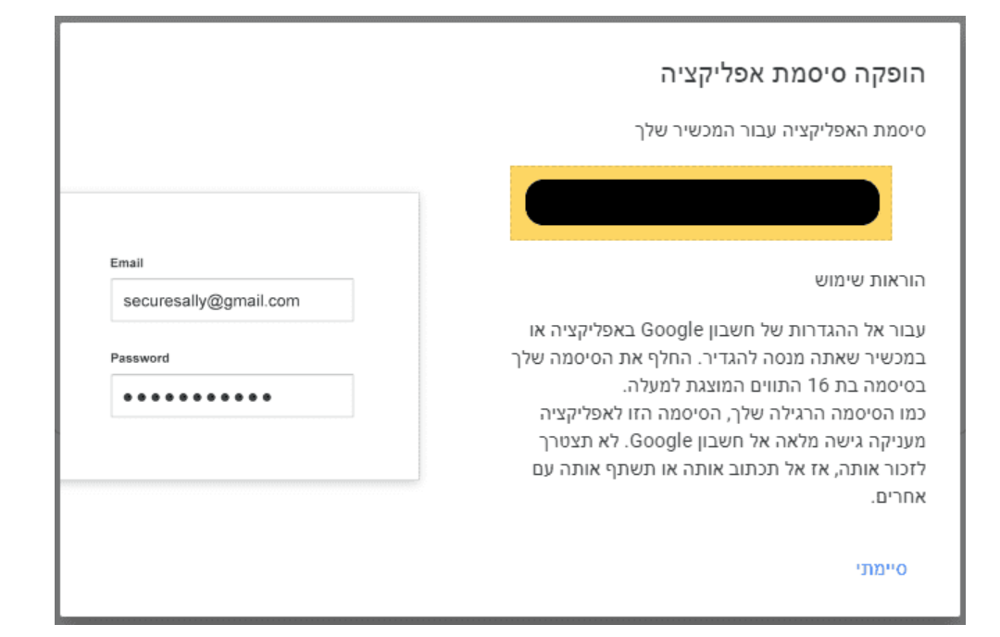 הופקה סיסמת אפליקציה
סיסמת האפליקציה עבור המכשיר שלך
הוראות שימוש
עבור אל ההגדרות של חשבון Google באפליקציה או
במכשיר שאתה מנסה להגדיר. החלף את הסיסמה שלך
בסיסמה בת 16 התווים המוצגת למעלה.
כמו הסיסמה הרגילה שלך, הסיסמה הזו לאפליקציה
מעניקה גישה מלאה אל חשבון Google. לא תצטרך
לזכור אותה, אז אל תכתוב אותה או תשתף אותה עם
אחרים.
סיימתי
Email
securesally@gmail.com
Password